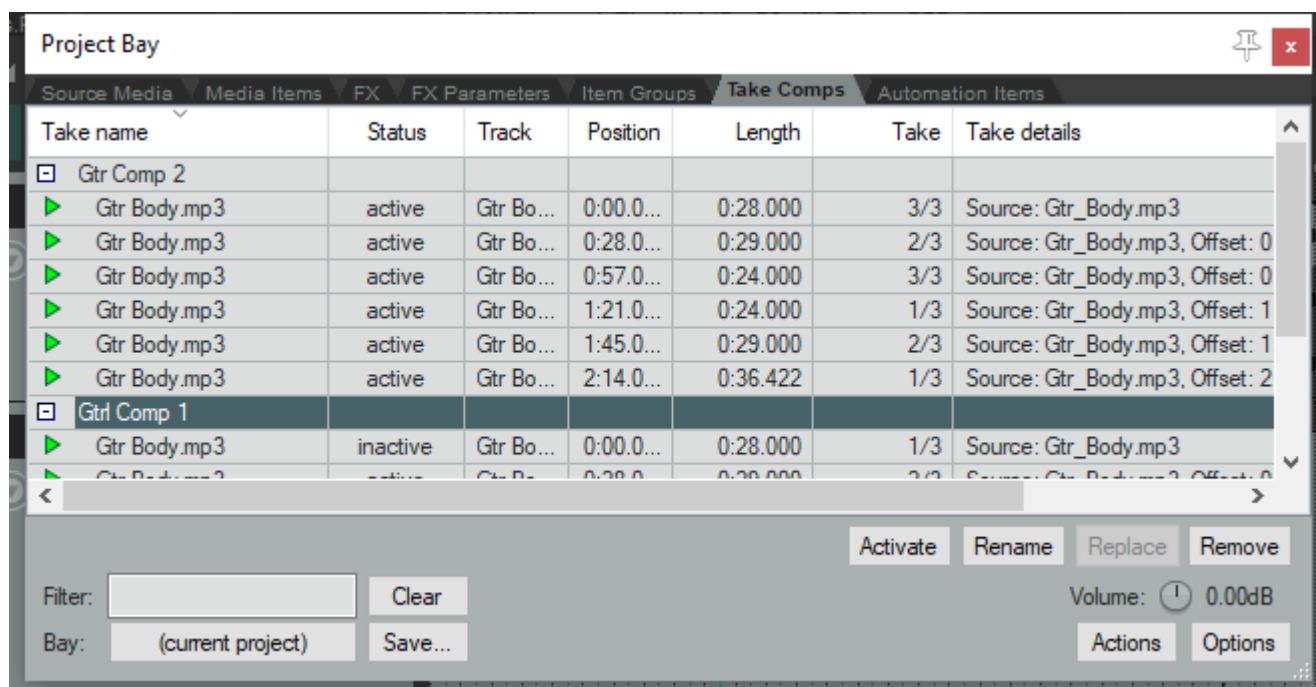 Project Bay
x
Source Media Media Items FX FX Parameters Item Groups Take Comps Automation Items
Take name Status Track Position Length Take Take details
Gtr Comp 2
Gtr Body.mp3 active Gtr Bo... 0:00.0... 0:28.000 3/3 Source: Gtr_Body.mp3
Gtr Body.mp3 active Gtr Bo... 0:28.0... 0:29.000 2/3 Source: Gtr_Body.mp3, Offset: 0
Gtr Body.mp3 active Gtr Bo... 0:57.0... 0:24.000 3/3 Source: Gtr_Body.mp3, Offset: 0
Gtr Body.mp3 active Gtr Bo... 1:21.0... 0:24.000 1/3 Source: Gtr_Body.mp3, Offset: 1
Gtr Body.mp3 active Gtr Bo... 1:45.0... 0:29.000 2/3 Source: Gtr_Body.mp3, Offset: 1
Gtr Body.mp3 active Gtr Bo... 2:14.0... 0:36.422 1/3 Source: Gtr_Body.mp3, Offset: 2
Gtrl Comp 1
Gtr Body.mp3 inactive Gtr Bo... 0:00.0... 0:28.000 1/3 Source: Gtr_Body.mp3
Activate Rename Replace Remove
Filter: Clear Volume: 0.00dB
Bay: (current project) Save... Actions Options